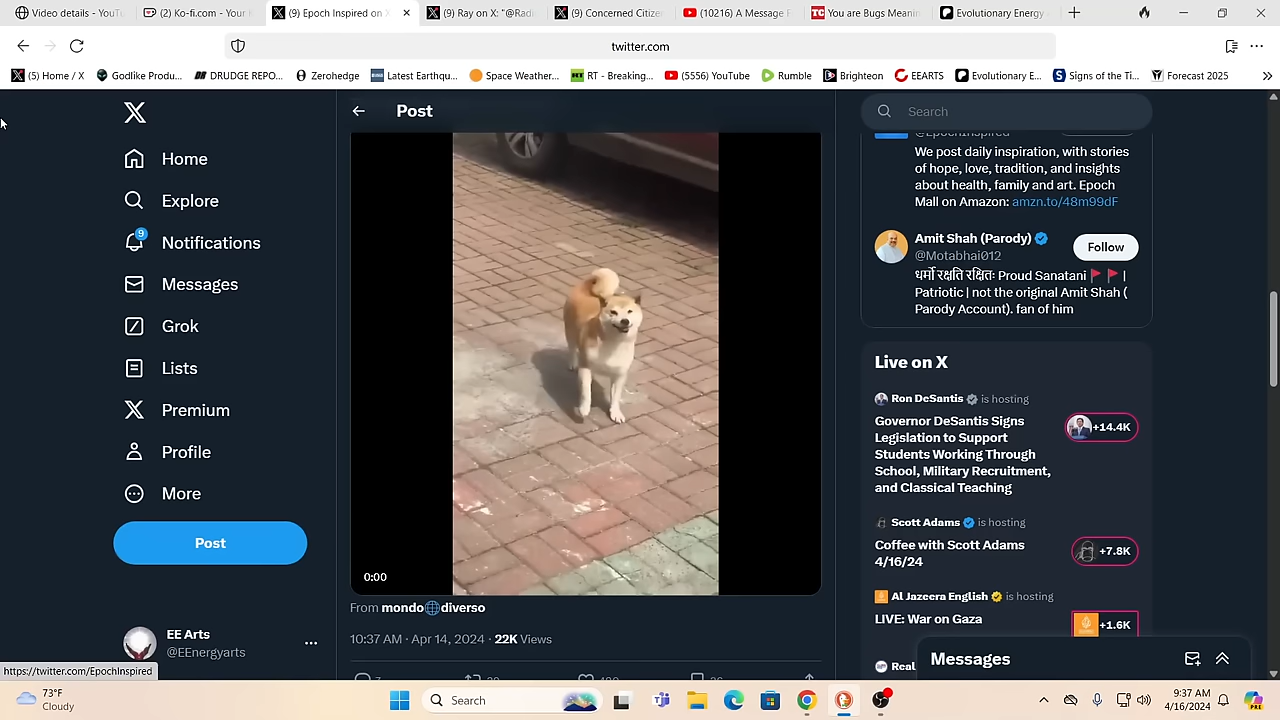 Video details - YouTu
(2) Ko-fi.com - Your
(9) Epoch Inspired on
(9) Ray on X: "@Radi
(9) Concerned Citize
(10216) A Message
You are Bugs Meanin
Evolutionary Energy
twitter.com
(5) Home / X
Godlike Produ...
DRUDGE REPO...
Zerohedge
Latest Earthqu...
Space Weather...
RT - Breaking...
(5556) YouTube
Rumble
Brighteon
EEARTS
Evolutionary E...
Signs of the Ti...
Forecast 2025
Home
Explore
9
Notifications
Messages
Grok
Lists
Premium
Profile
More
Post
EE Arts
@EEnergyarts
https://twitter.com/EpochInspired
Post
0:00
From mondo🌐diverso
10:37 AM · Apr 14, 2024 · 22K Views
Search
@EpochInspired
We post daily inspiration, with stories
of hope, love, tradition, and insights
about health, family and art. Epoch
Mall on Amazon: amzn.to/48m99dF
Amit Shah (Parody)
@Motabhai012
Follow
धर्मो रक्षति रक्षितः Proud Sanatani 🚩🚩 |
Patriotic | not the original Amit Shah (
Parody Account). fan of him
Live on X
Ron DeSantis is hosting
Governor DeSantis Signs
Legislation to Support
Students Working Through
School, Military Recruitment,
and Classical Teaching
+14.4K
Scott Adams is hosting
Coffee with Scott Adams
4/16/24
+7.8K
Al Jazeera English is hosting
LIVE: War on Gaza
+1.6K
Real
Messages
73°F
Search
9:37 AM
4/16/2024